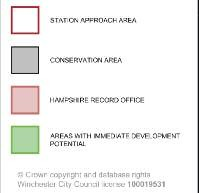 STATION APPROACH AREA
CONSERVATION AREA
HAMPSHIRE RECORD OFFICE
AREAS WITH IMMEDIATE DEVELOPMENT
POTENTIAL
© Crown copyright and database rights
Winchester City Council license 100019531